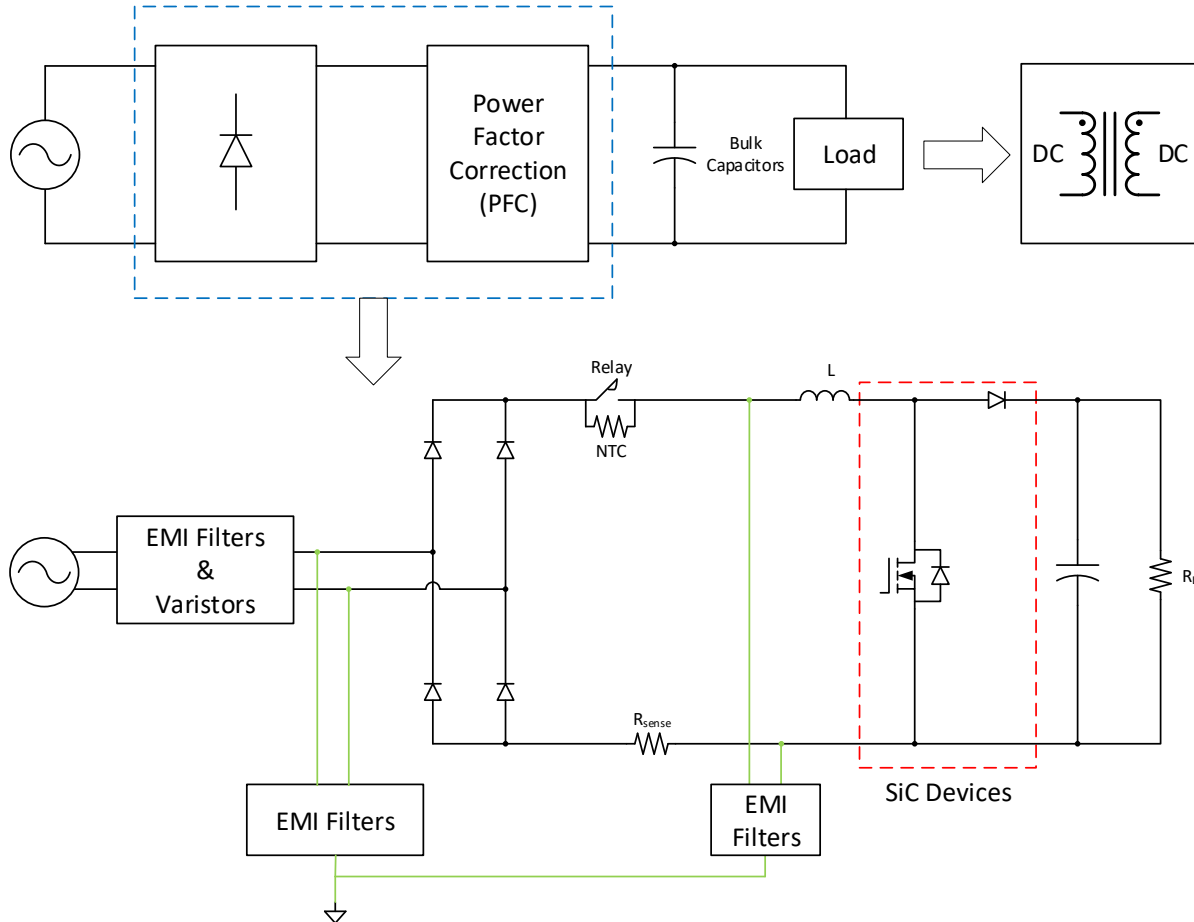 Power
Factor
Correction
(PFC)
Bulk
Capacitors
Load
DC
DC
Relay
NTC
L
EMI Filters
&
Varistors
R
Rsense
SiC Devices
EMI Filters
EMI
Filters